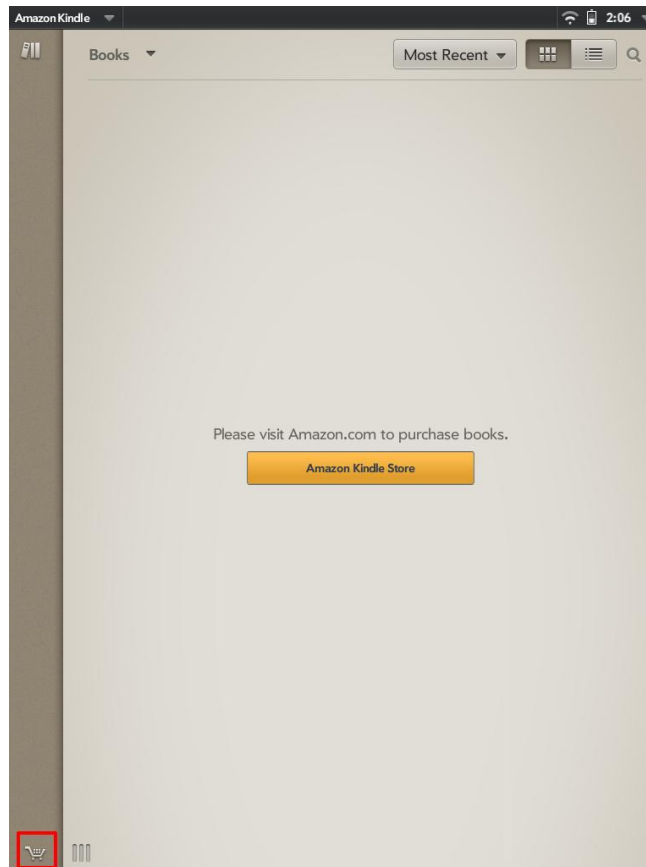 Amazon Kindle
2:06
Books
Most Recent
Please visit Amazon.com to purchase books.
Amazon Kindle Store